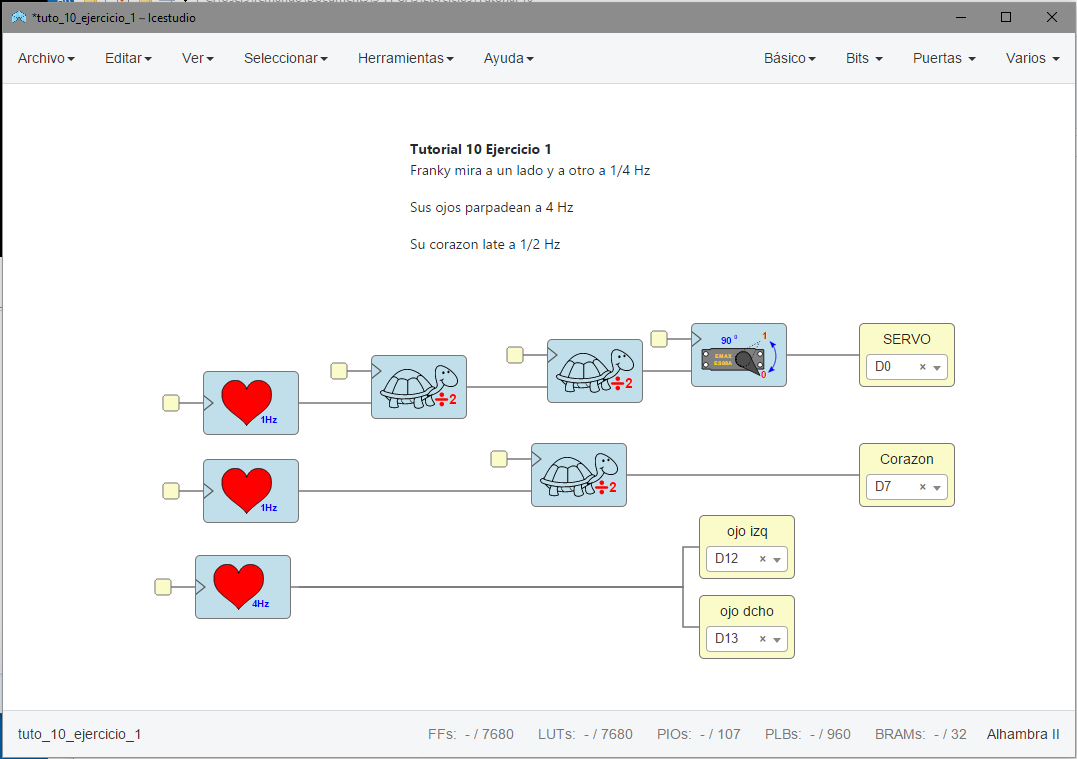 *tuto_10_ejercicio_1 – Icestudio
Archivo Editar Ver Seleccionar Herramientas Ayuda Básico Bits Puertas Varios
Tutorial 10 Ejercicio 1
Franky mira a un lado y a otro a 1/4 Hz
Sus ojos parpadean a 4 Hz
Su corazon late a 1/2 Hz
90 º 1
EMAX
ES08A
0
SERVO
D0 ×
÷2
÷2
1Hz
Corazon
D7 ×
÷2
1Hz
ojo izq
D12 ×
4Hz
ojo dcho
D13 ×
tuto_10_ejercicio_1 FFs: - / 7680 LUTs: - / 7680 PIOs: - / 107 PLBs: - / 960 BRAMs: - / 32 Alhambra II